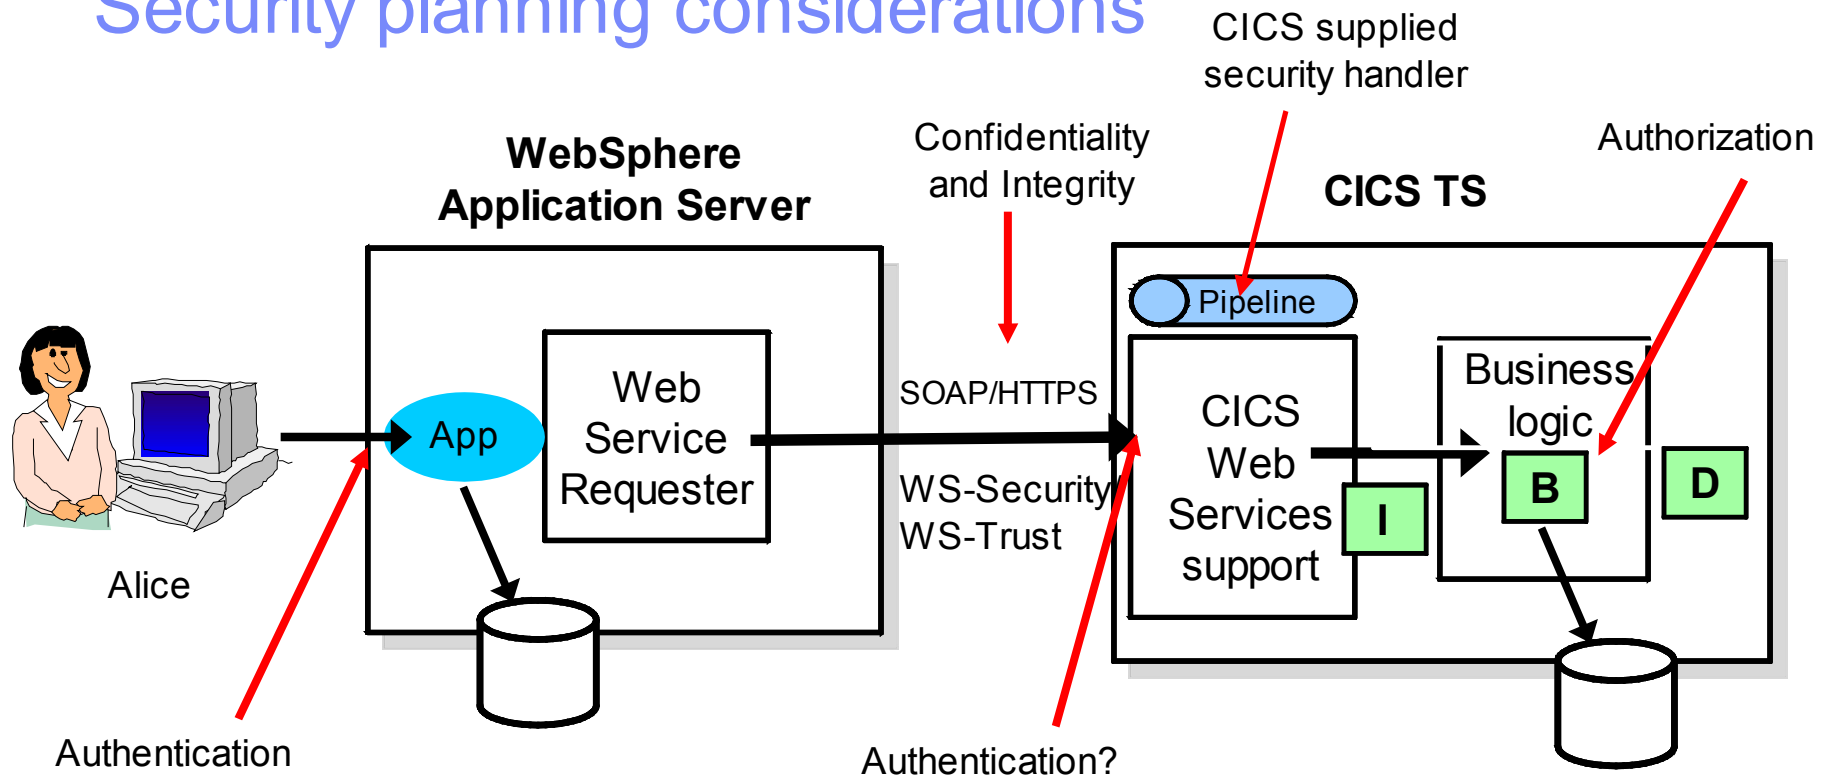 Security planning considerations
CICS supplied
security handler
Confidentiality
and Integrity
Authorization
WebSphere
Application Server
CICS TS
Pipeline
App
Web
Service
Requester
SOAP/HTTPS
WS-Security
WS-Trust
CICS
Web
Services
support
I
Business
logic
B
D
Alice
Authentication
Authentication?